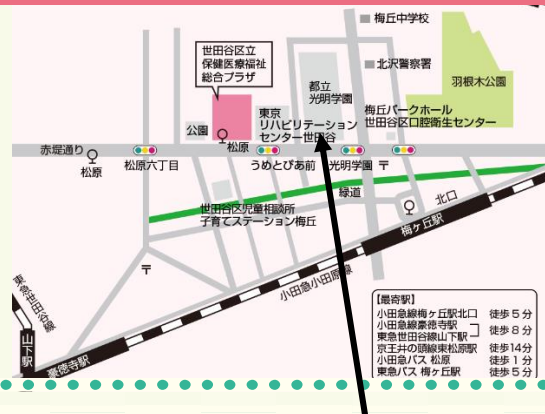 梅丘中学校
世田谷区立
保健医療福祉
総合プラザ
北沢警察署
都立
光明学園
羽根木公園
東京
リハビリテーション
センター世田谷
梅丘パークホール
世田谷区口腔衛生センター
公園
松原
赤堤通り
松原
松原六丁目
うめとぴあ前
光明学園
緑道
北口
世田谷区児童相談所
子育てステーション梅丘
梅ヶ丘駅
小田急小田原線
東急世田谷線
山下駅
豪徳寺駅
【最寄駅】
小田急線梅ヶ丘駅北口 徒歩5分
小田急線豪徳寺駅
東急世田谷線山下駅 徒歩8分
京王井の頭線東松原駅 徒歩14分
小田急バス 松原 徒歩1分
東急バス 梅ヶ丘駅 徒歩5分